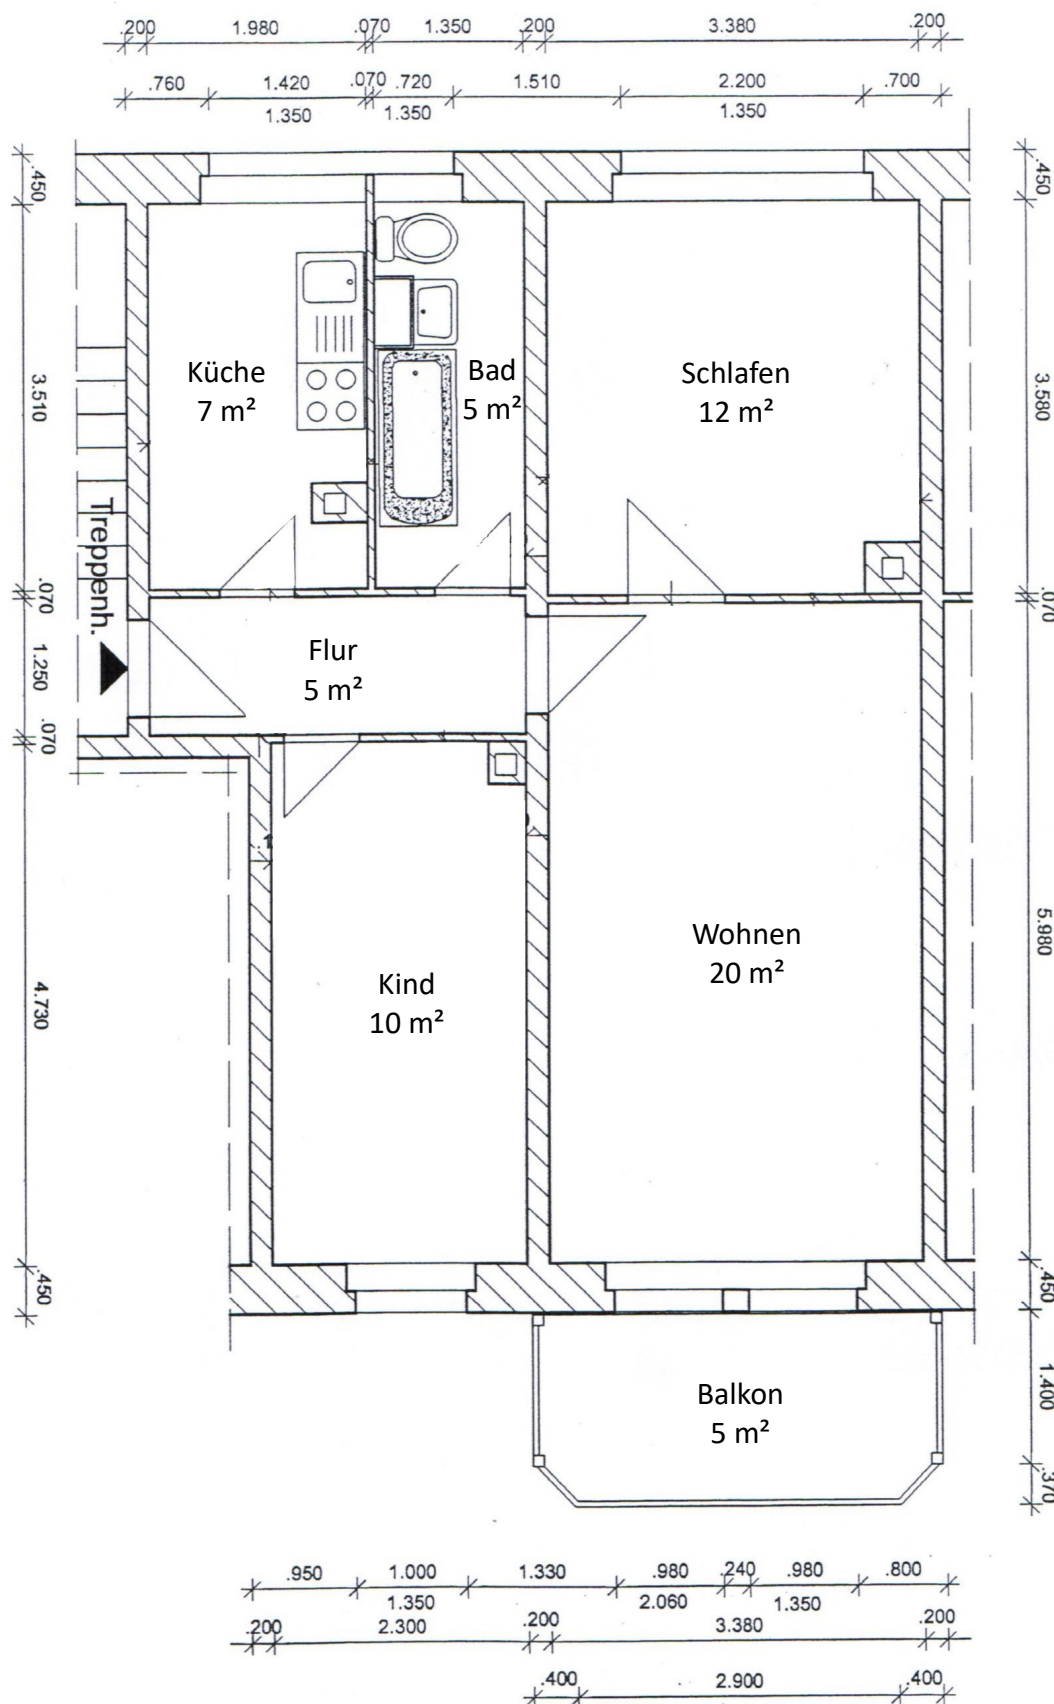 .200 1.980 .070 1.350 .200 3.380 .200
.760 1.420 .070 .720 1.510 2.200 .700
1.350 1.350 1.350
.450
3.510
.070
1.250
.070
4.730
.450
Küche
7 m²
Bad
5 m²
Schlafen
12 m²
Treppenh.
Flur
5 m²
Kind
10 m²
Wohnen
20 m²
Balkon
5 m²
.450
3.580
.070
5.980
.450
1.400
.370
.950 1.000 1.330 .980 .240 .980 .800
1.350 2.060 1.350
.200 2.300 .200 3.380 .200
.400 2.900 .400